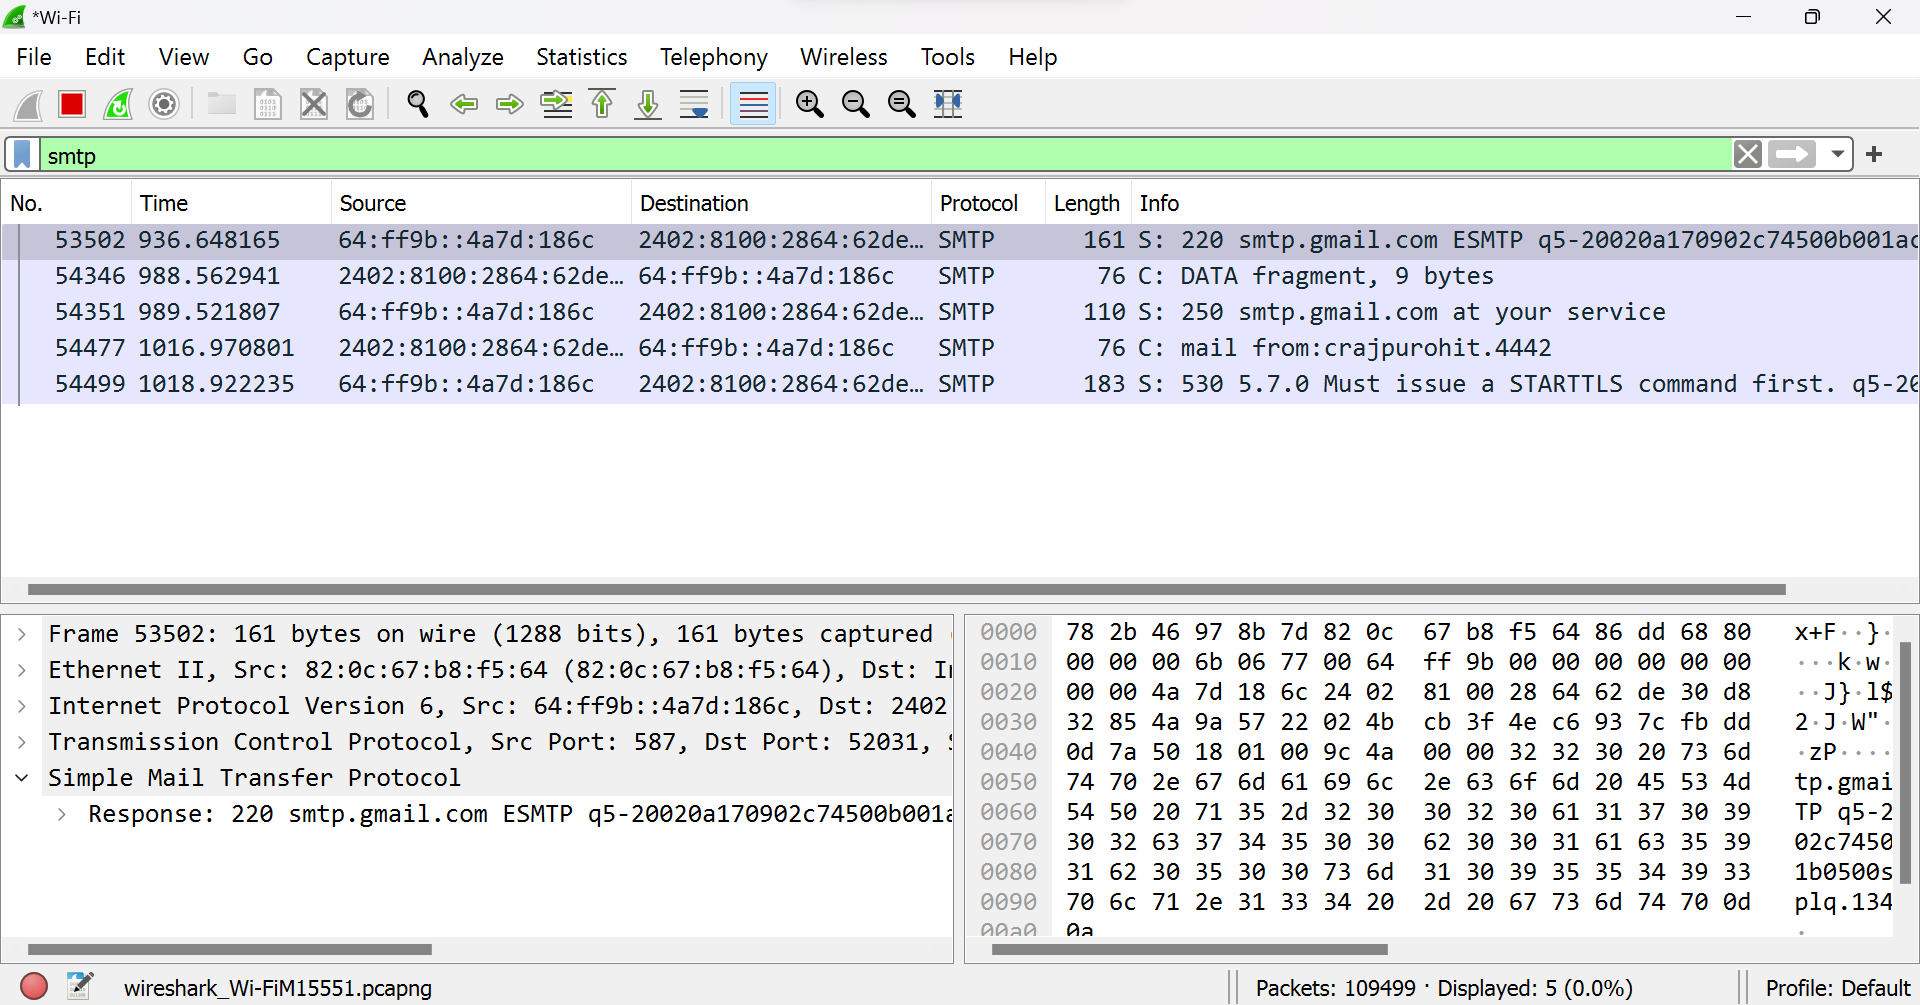 *Wi-Fi
File Edit View Go Capture Analyze Statistics Telephony Wireless Tools Help
smtp
No. Time Source Destination Protocol Length Info
53502 936.648165 64:ff9b::4a7d:186c 2402:8100:2864:62de… SMTP 161 S: 220 smtp.gmail.com ESMTP q5-20020a170902c74500b001ac
54346 988.562941 2402:8100:2864:62de… 64:ff9b::4a7d:186c SMTP 76 C: DATA fragment, 9 bytes
54351 989.521807 64:ff9b::4a7d:186c 2402:8100:2864:62de… SMTP 110 S: 250 smtp.gmail.com at your service
54477 1016.970801 2402:8100:2864:62de… 64:ff9b::4a7d:186c SMTP 76 C: mail from:crajpurohit.4442
54499 1018.922235 64:ff9b::4a7d:186c 2402:8100:2864:62de… SMTP 183 S: 530 5.7.0 Must issue a STARTTLS command first. q5-20
Frame 53502: 161 bytes on wire (1288 bits), 161 bytes captured
Ethernet II, Src: 82:0c:67:b8:f5:64 (82:0c:67:b8:f5:64), Dst: In
Internet Protocol Version 6, Src: 64:ff9b::4a7d:186c, Dst: 2402
Transmission Control Protocol, Src Port: 587, Dst Port: 52031, S
Simple Mail Transfer Protocol
Response: 220 smtp.gmail.com ESMTP q5-20020a170902c74500b001a
0000 78 2b 46 97 8b 7d 82 0c 67 b8 f5 64 86 dd 68 80 x+F··}·
0010 00 00 00 6b 06 77 00 64 ff 9b 00 00 00 00 00 00 ···k·w·
0020 00 00 4a 7d 18 6c 24 02 81 00 28 64 62 de 30 d8 ··J}·l$
0030 32 85 4a 9a 57 22 02 4b cb 3f 4e c6 93 7c fb dd 2·J·W"·
0040 0d 7a 50 18 01 00 9c 4a 00 00 32 32 30 20 73 6d ·zP····
0050 74 70 2e 67 6d 61 69 6c 2e 63 6f 6d 20 45 53 4d tp.gmai
0060 54 50 20 71 35 2d 32 30 30 32 30 61 31 37 30 39 TP q5-2
0070 30 32 63 37 34 35 30 30 62 30 30 31 61 63 35 39 02c7450
0080 31 62 30 35 30 30 73 6d 31 30 39 35 35 34 39 33 1b0500s
0090 70 6c 71 2e 31 33 34 20 2d 20 67 73 6d 74 70 0d plq.134
00a0 0a ·
wireshark_Wi-FiM15551.pcapng
Packets: 109499 · Displayed: 5 (0.0%)
Profile: Default